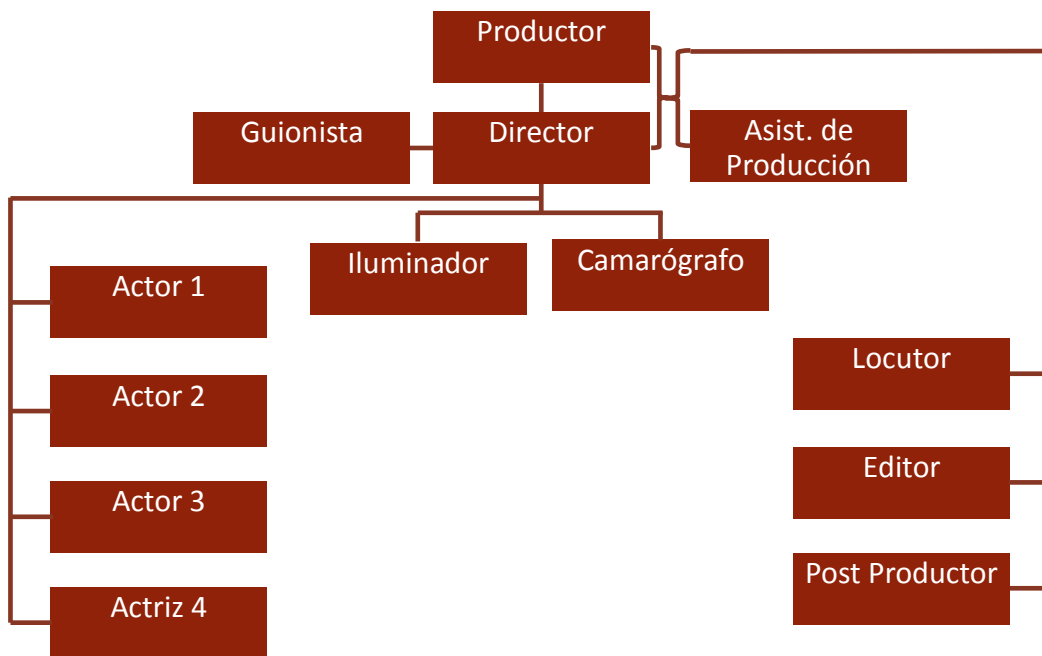 Productor
Guionista
Director
Asist. de
Producción
Iluminador
Camarógrafo
Actor 1
Actor 2
Actor 3
Actriz 4
Locutor
Editor
Post Productor